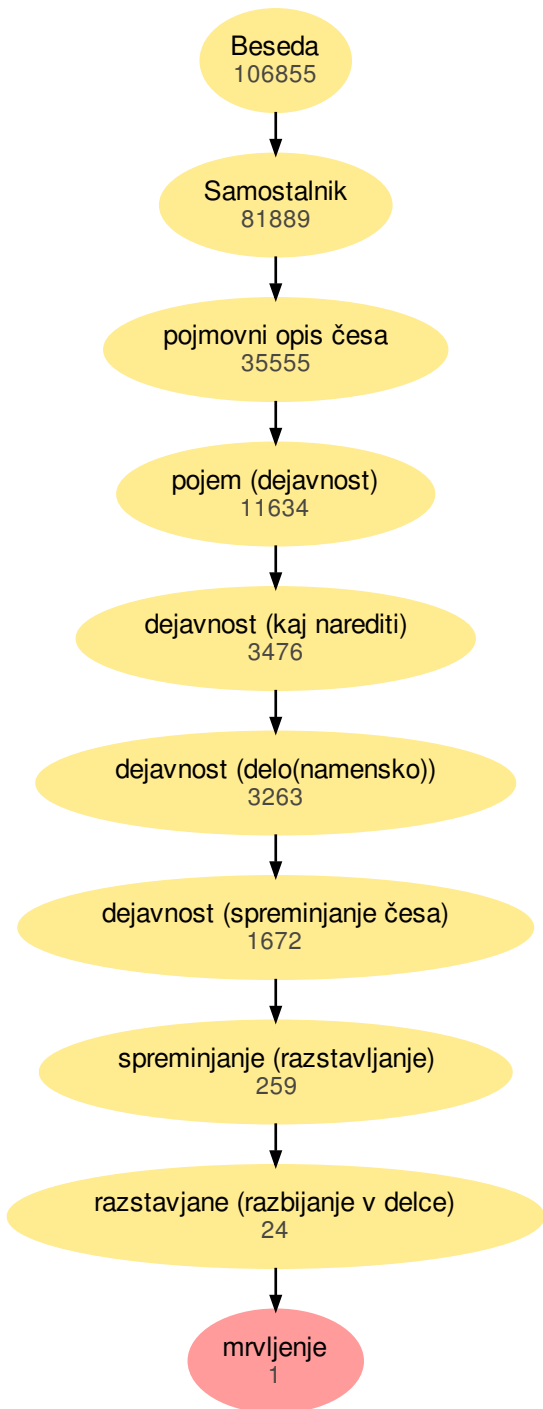 Beseda
106855
Samostalnik
81889
pojmovni opis česa
35555
pojem (dejavnost)
11634
dejavnost (kaj narediti)
3476
dejavnost (delo(namensko))
3263
dejavnost (spreminjanje česa)
1672
spreminjanje (razstavljanje)
259
razstavjane (razbijanje v delce)
24
mrvljenje
1